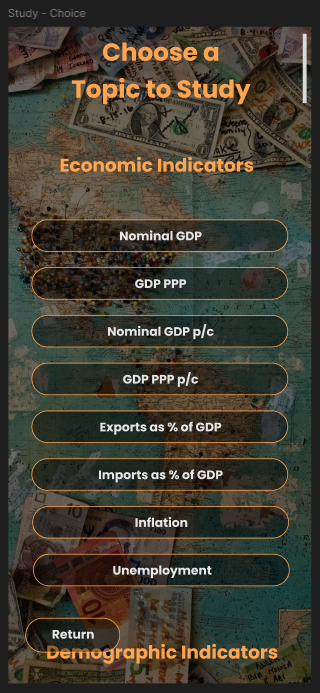 Study - Choice
Choose a
Topic to Study
Economic Indicators
Nominal GDP
GDP PPP
Nominal GDP p/c
GDP PPP p/c
Exports as % of GDP
Imports as % of GDP
Inflation
Unemployment
Return
Demographic Indicators